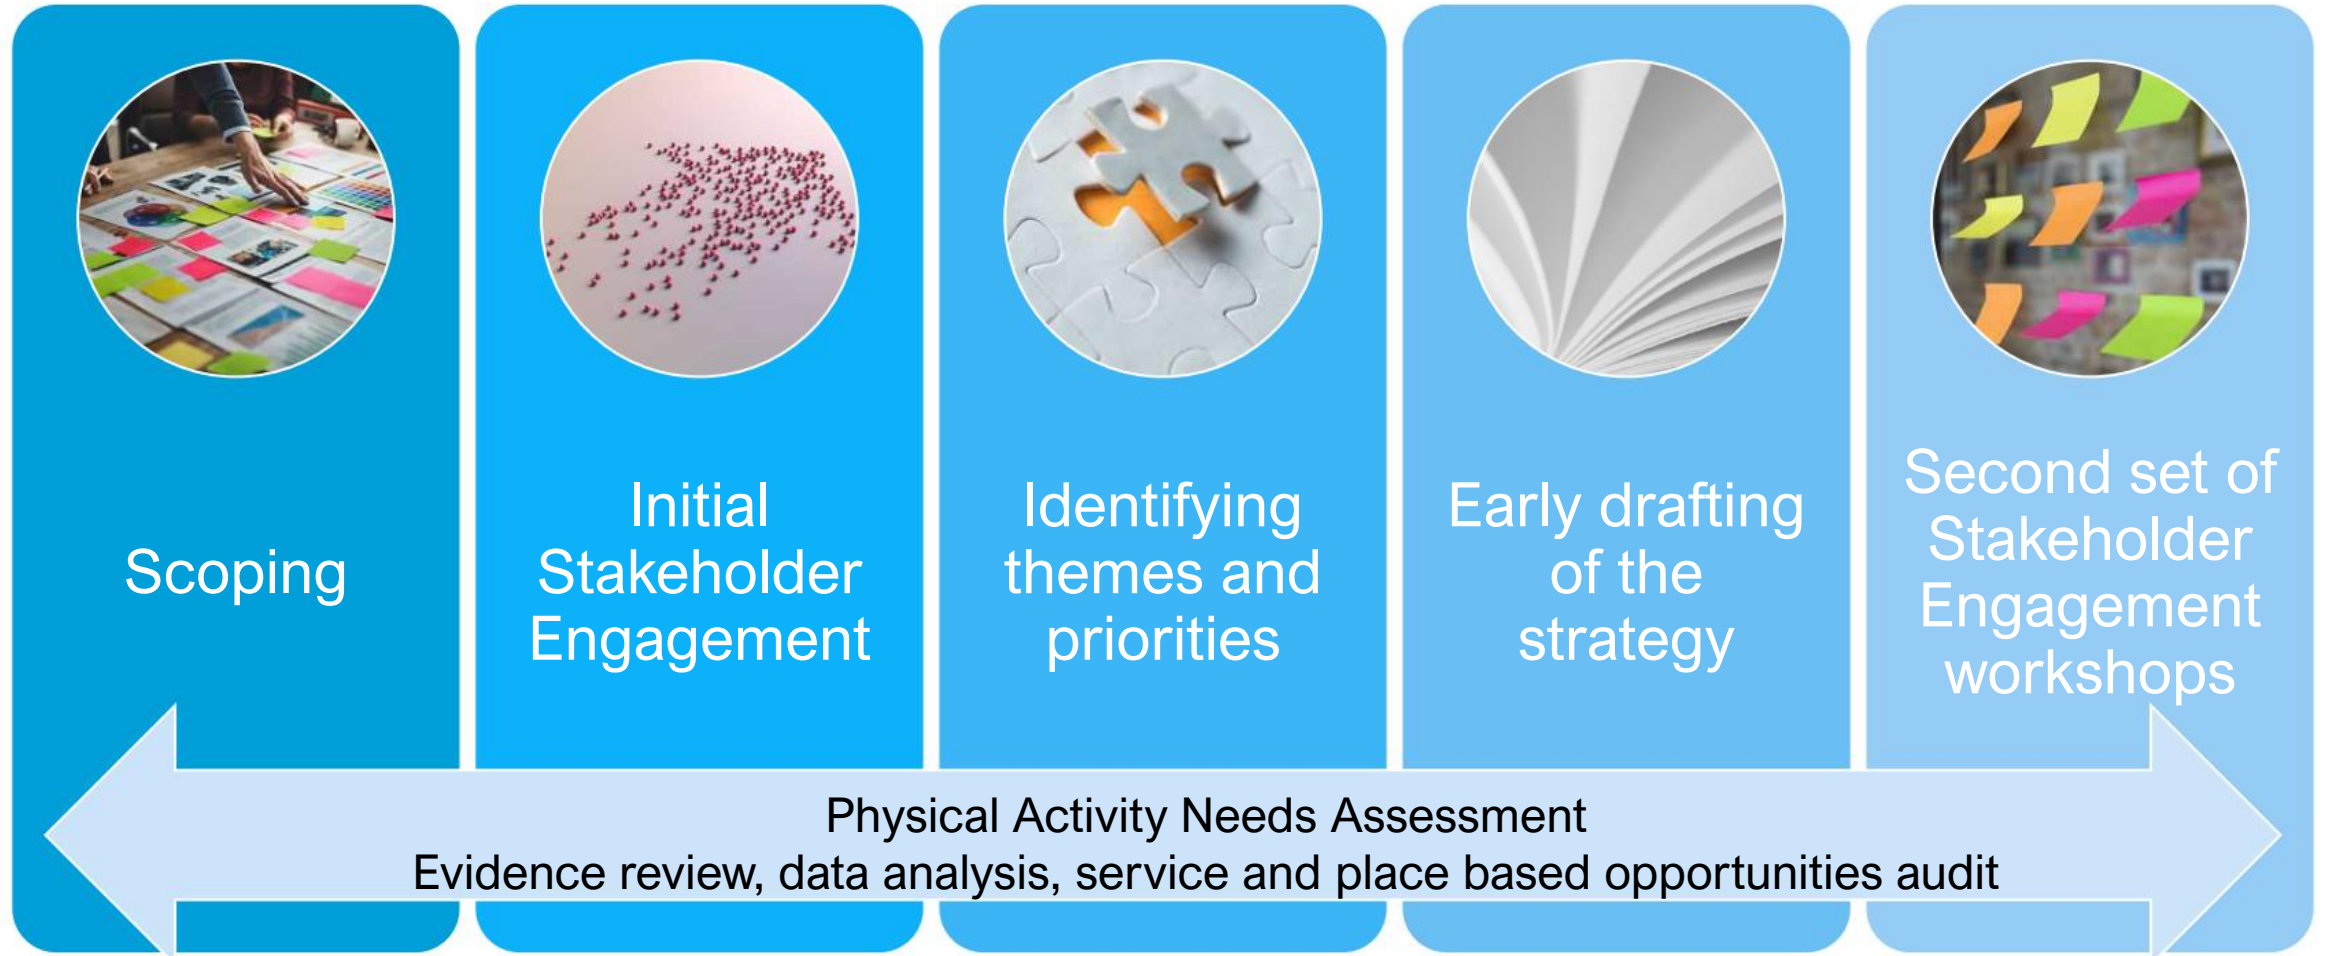 Scoping
Initial
Stakeholder
Engagement
Identifying
themes and
priorities
Early drafting
of the
strategy
Second set of
Stakeholder
Engagement
workshops
Physical Activity Needs Assessment
Evidence review, data analysis, service and place based opportunities audit